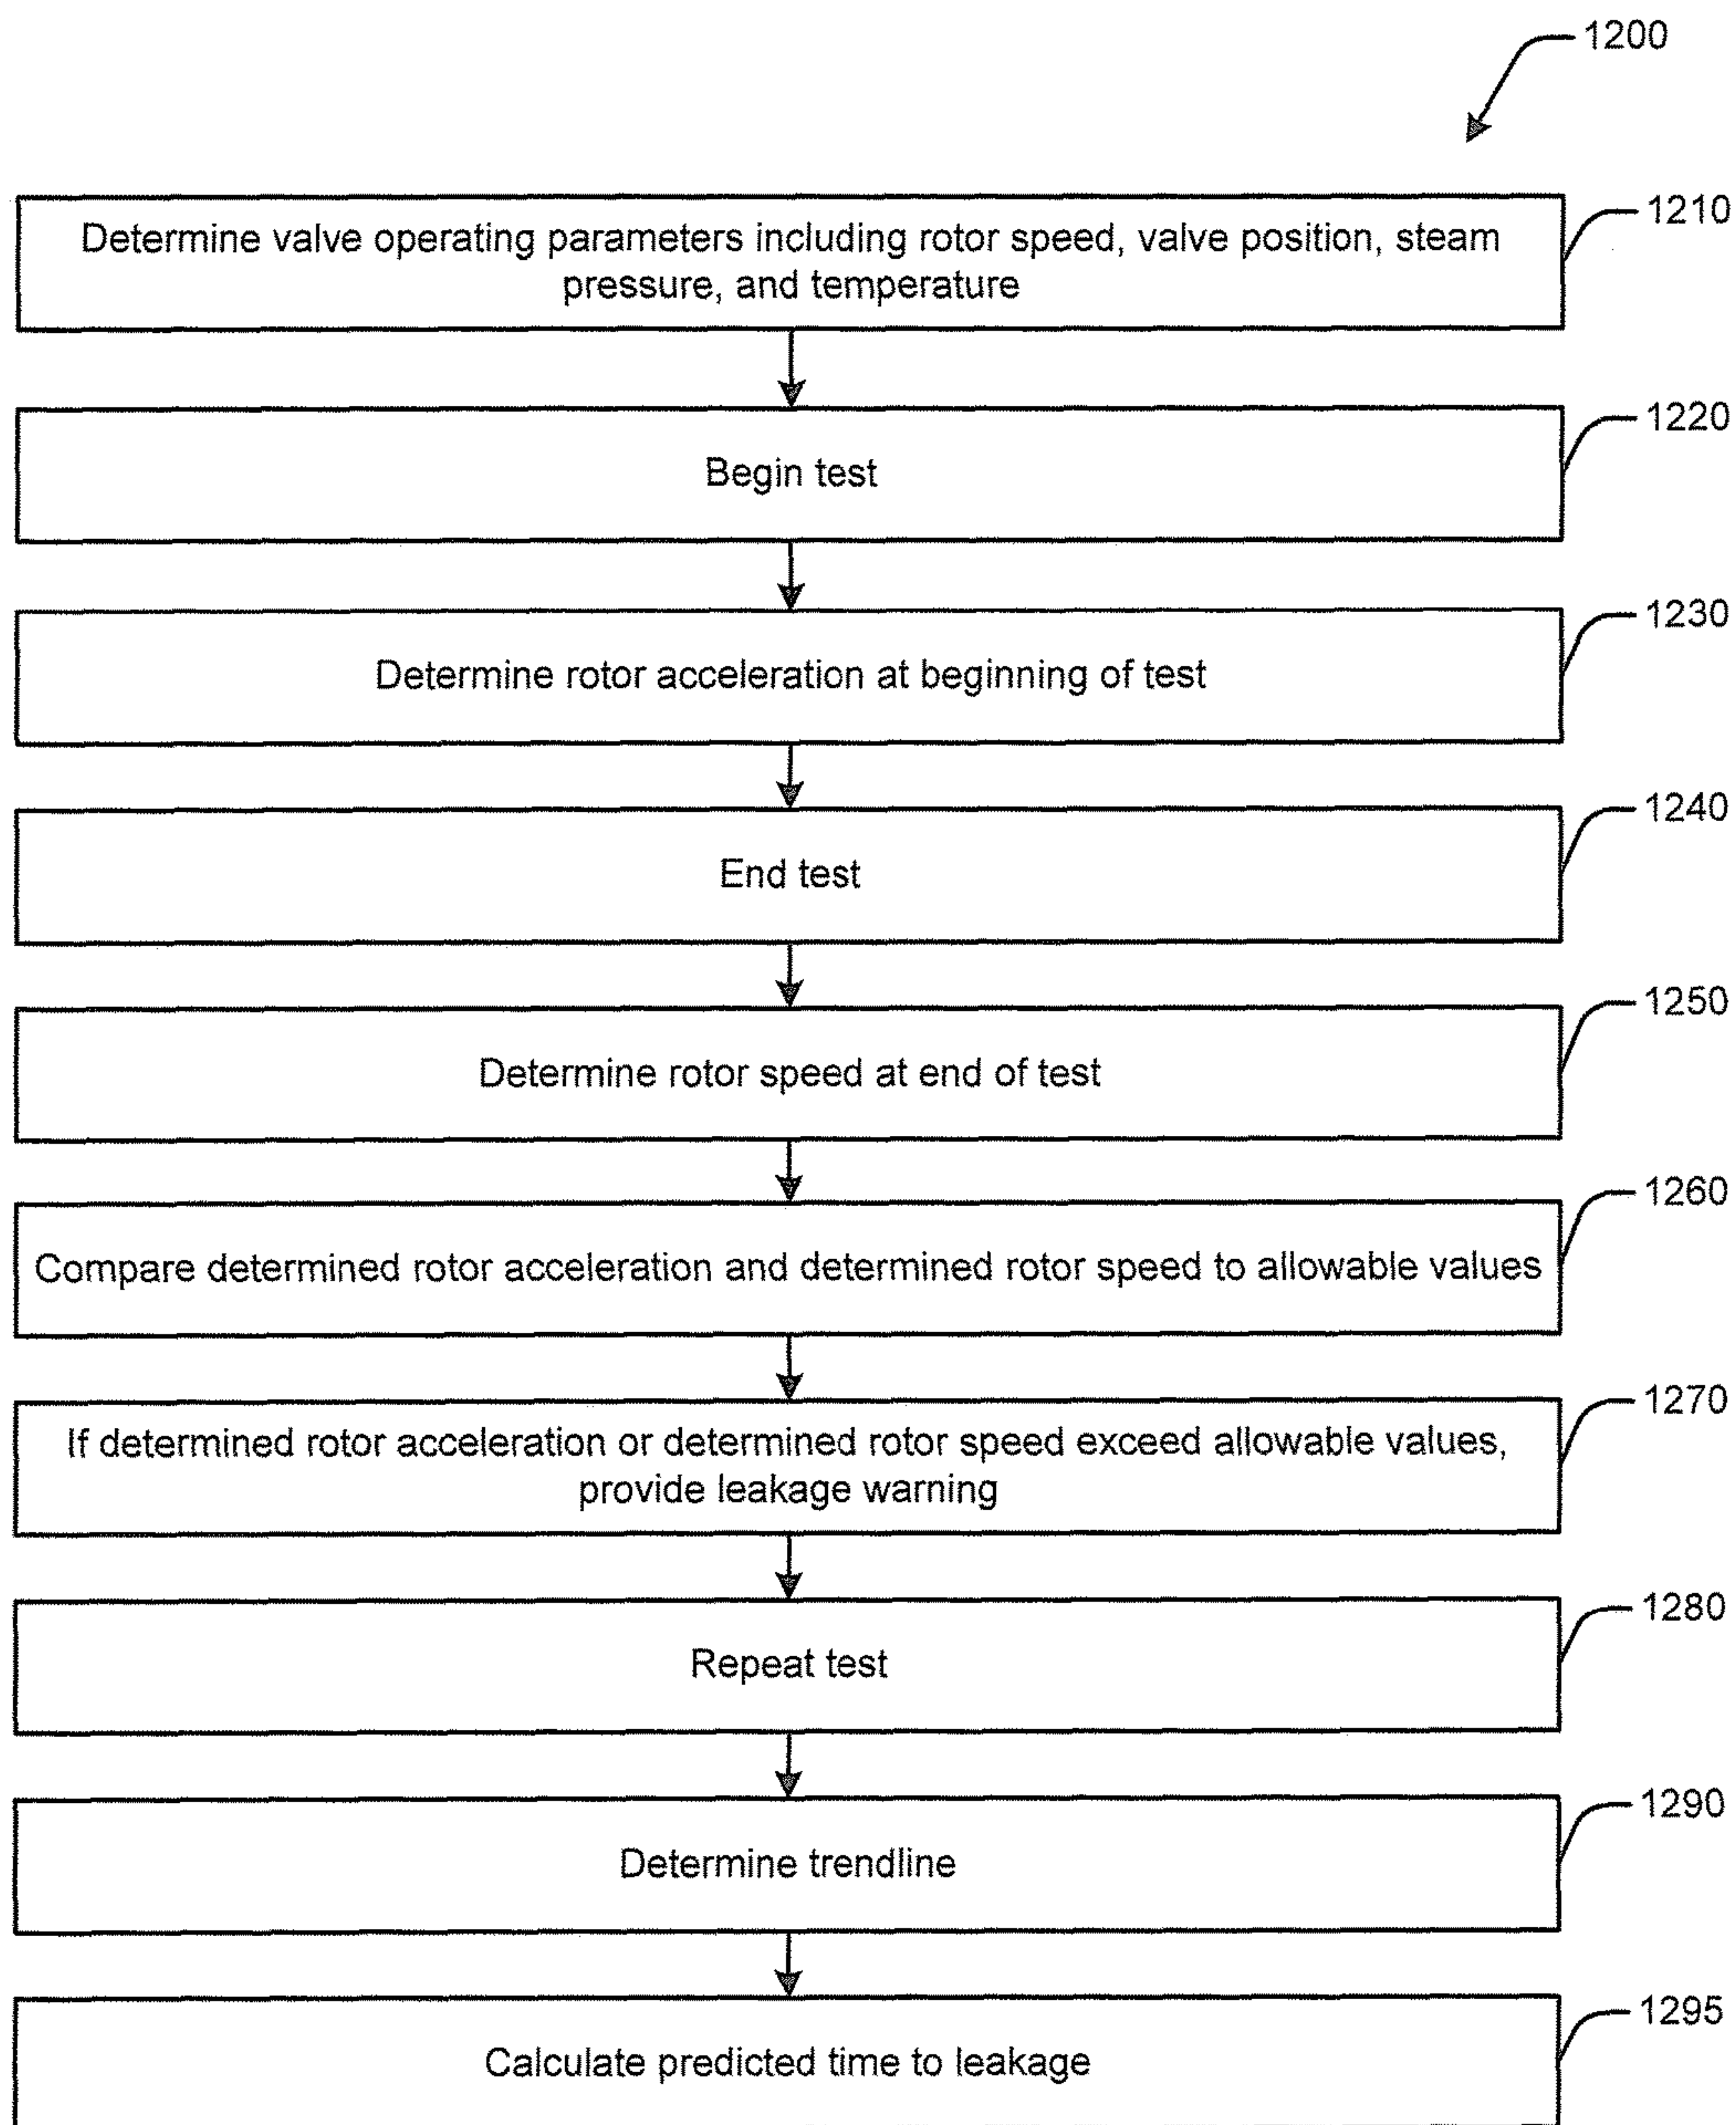 1200
1210
Determine valve operating parameters including rotor speed, valve position, steam
pressure, and temperature
1220
Begin test
1230
Determine rotor acceleration at beginning of test
1240
End test
1250
Determine rotor speed at end of test
1260
Compare determined rotor acceleration and determined rotor speed to allowable values
1270
If determined rotor acceleration or determined rotor speed exceed allowable values,
provide leakage warning
1280
Repeat test
1290
Determine trendline
1295
Calculate predicted time to leakage